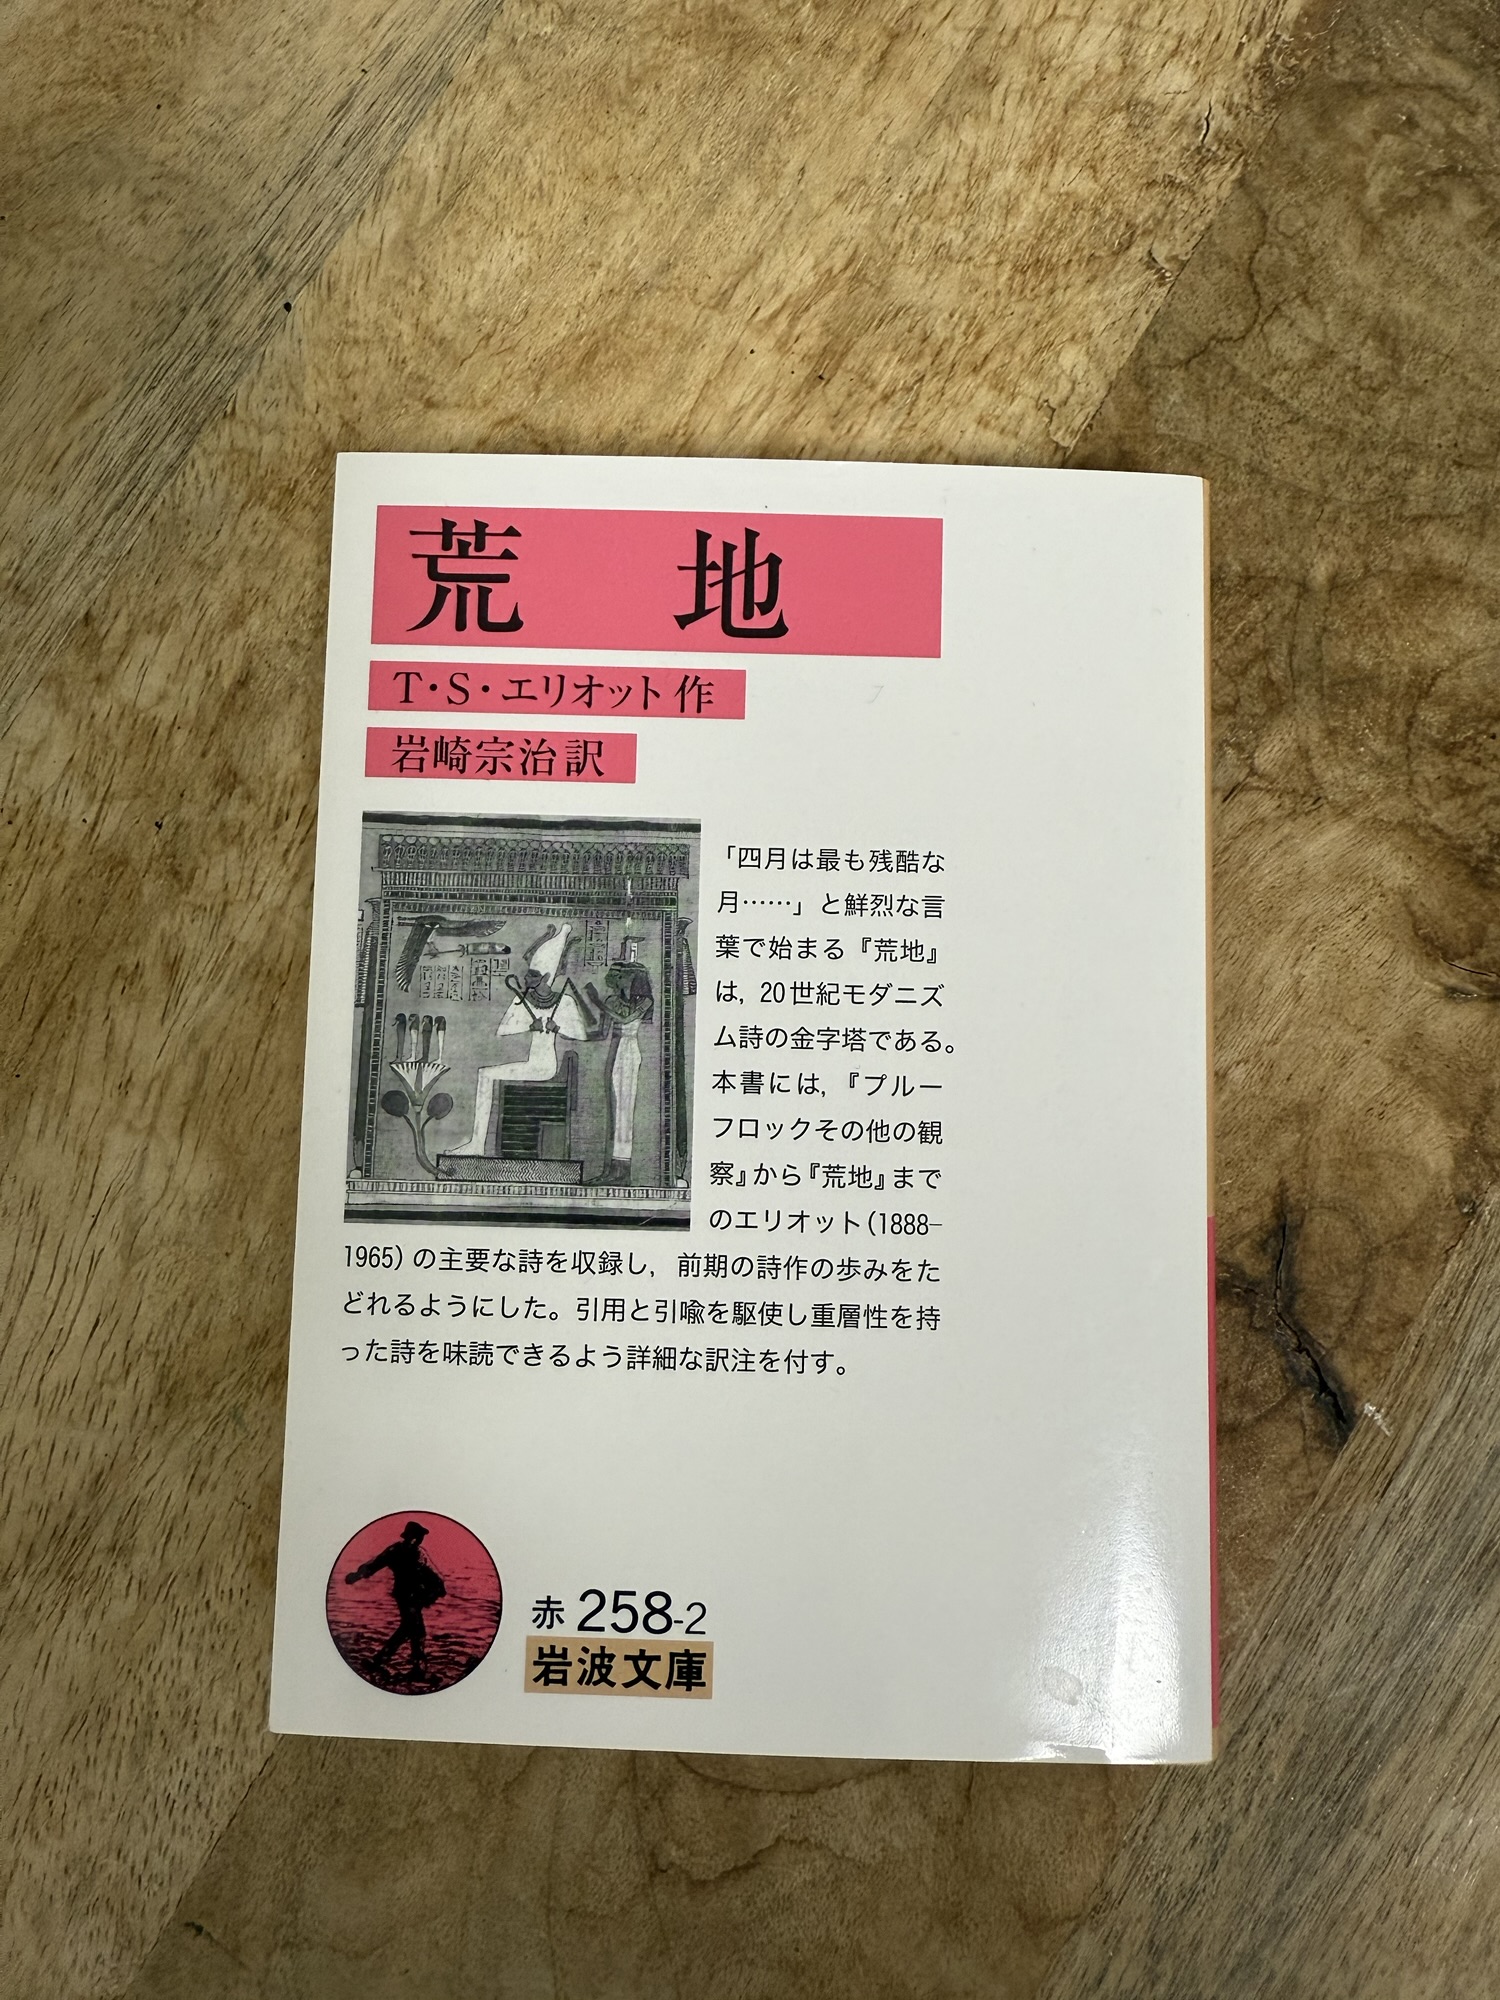 荒地
T・S・エリオット 作
岩崎宗治訳
「四月は最も残酷な
月……」と鮮烈な言
葉で始まる『荒地』
は，20世紀モダニズ
ム詩の金字塔である。
本書には，『プルー
フロックその他の観
察』から『荒地』まで
のエリオット(1888–
1965)の主要な詩を収録し，前期の詩作の歩みをた
どれるようにした。引用と引喩を駆使し重層性を持
った詩を味読できるよう詳細な訳注を付す。
赤 258-2
岩波文庫